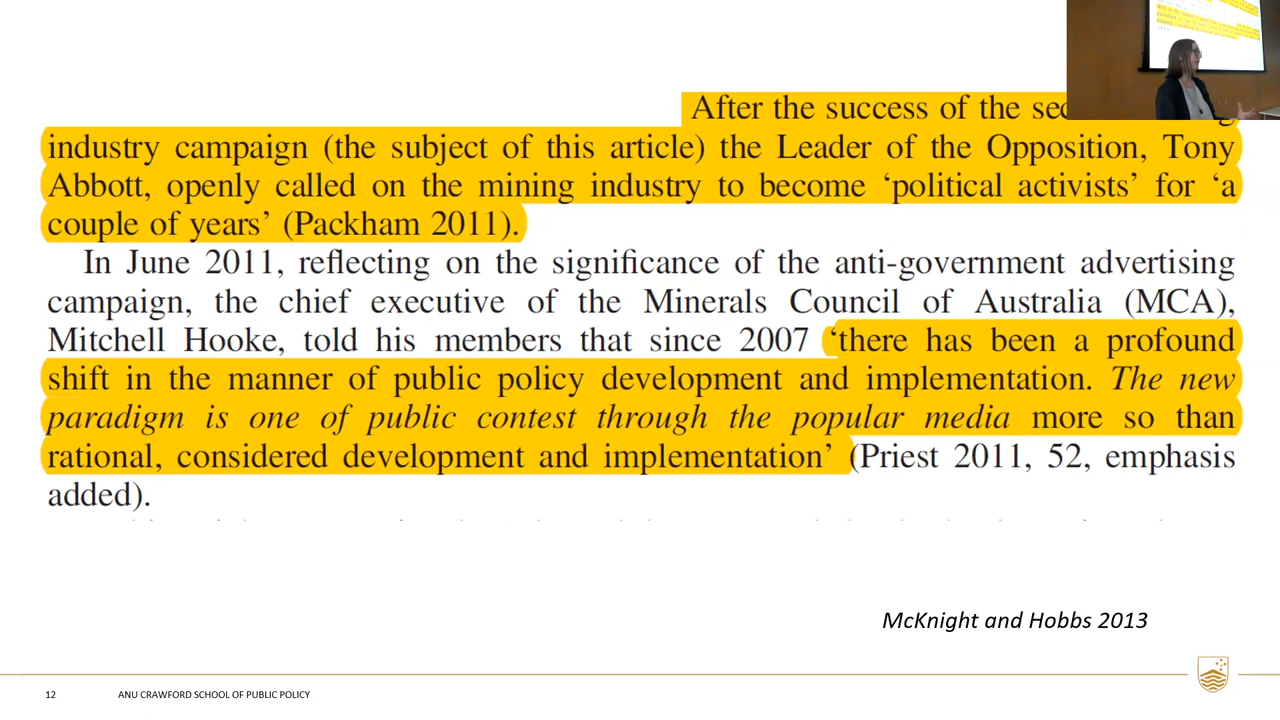 After the success of the
industry campaign (the subject of this article) the Leader of the Opposition, Tony
Abbott, openly called on the mining industry to become ‘political activists’ for ‘a
couple of years’ (Packham 2011).
In June 2011, reflecting on the significance of the anti-government advertising
campaign, the chief executive of the Minerals Council of Australia (MCA),
Mitchell Hooke, told his members that since 2007 ‘there has been a profound
shift in the manner of public policy development and implementation. The new
paradigm is one of public contest through the popular media more so than
rational, considered development and implementation’ (Priest 2011, 52, emphasis
added).
McKnight and Hobbs 2013
12
ANU CRAWFORD SCHOOL OF PUBLIC POLICY